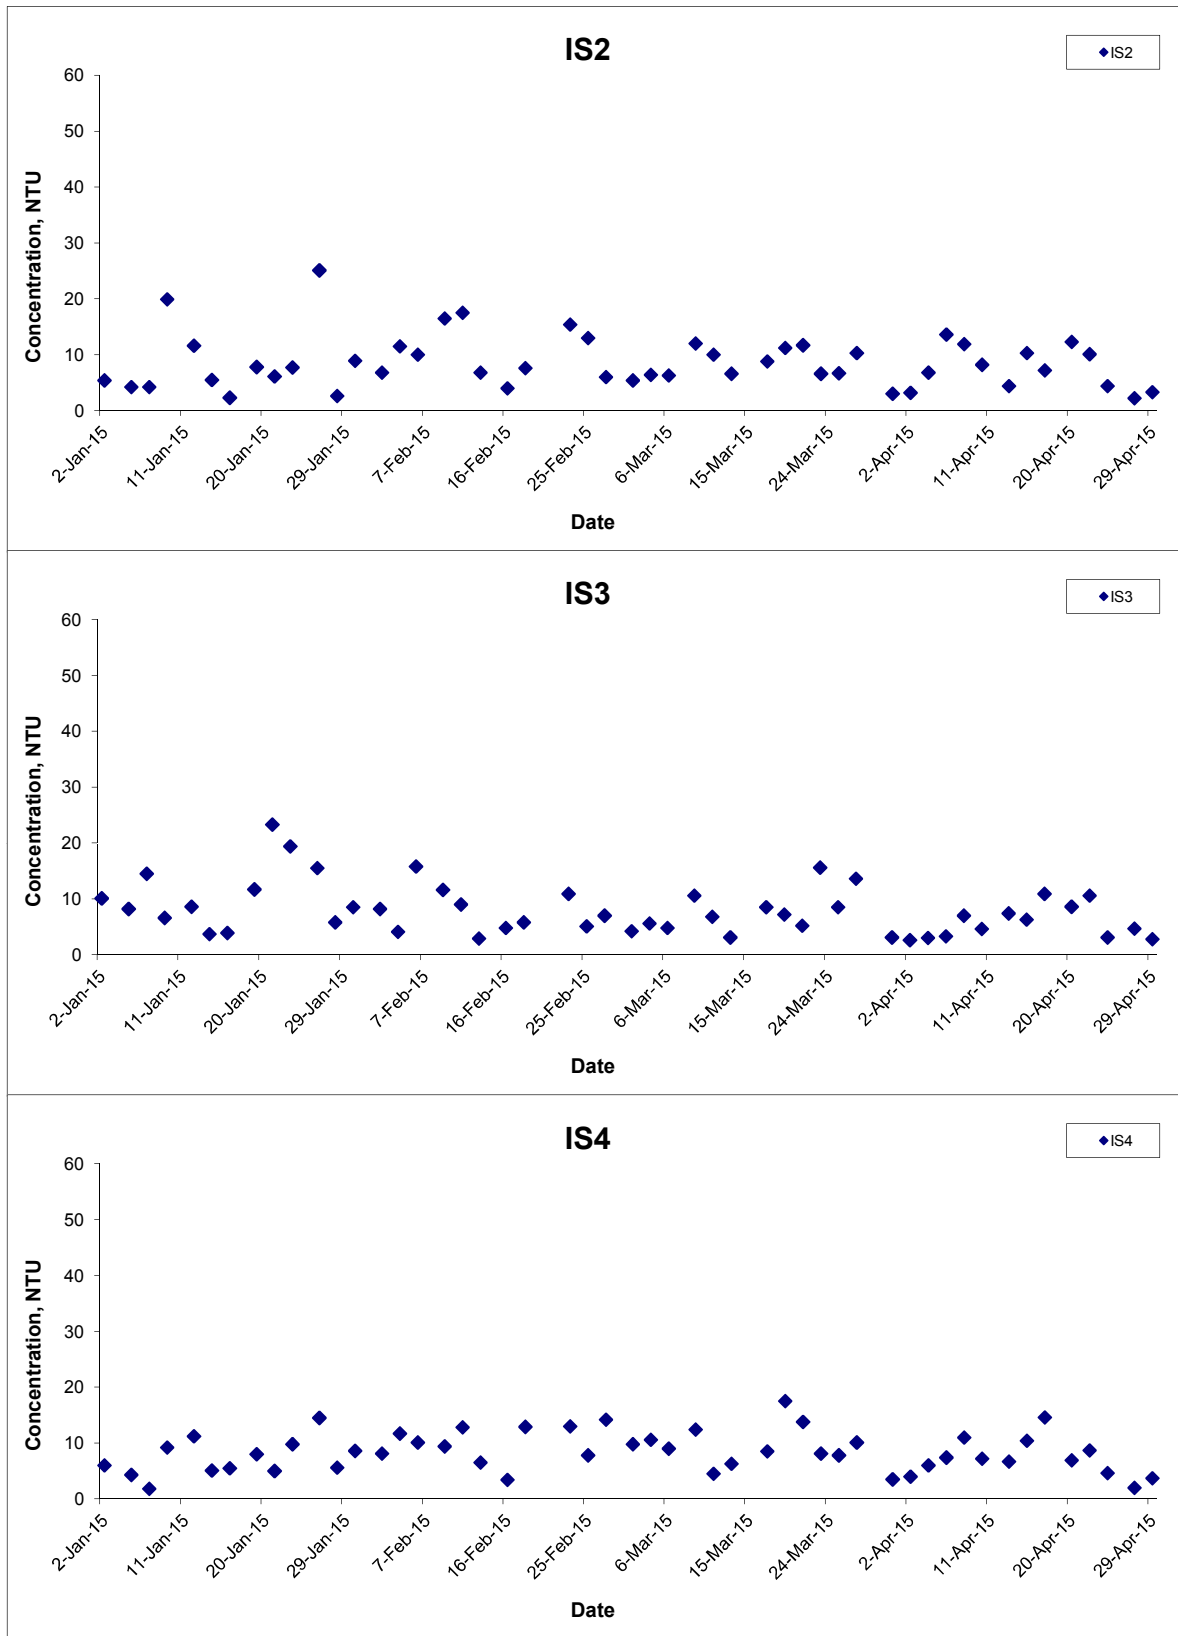 IS2
IS2
60
50
40
30
20
10
0
Concentration, NTU
2-Jan-15
11-Jan-15
20-Jan-15
29-Jan-15
7-Feb-15
16-Feb-15
25-Feb-15
6-Mar-15
15-Mar-15
24-Mar-15
2-Apr-15
11-Apr-15
20-Apr-15
29-Apr-15
Date
IS3
IS3
60
50
40
30
20
10
0
Concentration, NTU
2-Jan-15
11-Jan-15
20-Jan-15
29-Jan-15
7-Feb-15
16-Feb-15
25-Feb-15
6-Mar-15
15-Mar-15
24-Mar-15
2-Apr-15
11-Apr-15
20-Apr-15
29-Apr-15
Date
IS4
IS4
60
50
40
30
20
10
0
Concentration, NTU
2-Jan-15
11-Jan-15
20-Jan-15
29-Jan-15
7-Feb-15
16-Feb-15
25-Feb-15
6-Mar-15
15-Mar-15
24-Mar-15
2-Apr-15
11-Apr-15
20-Apr-15
29-Apr-15
Date